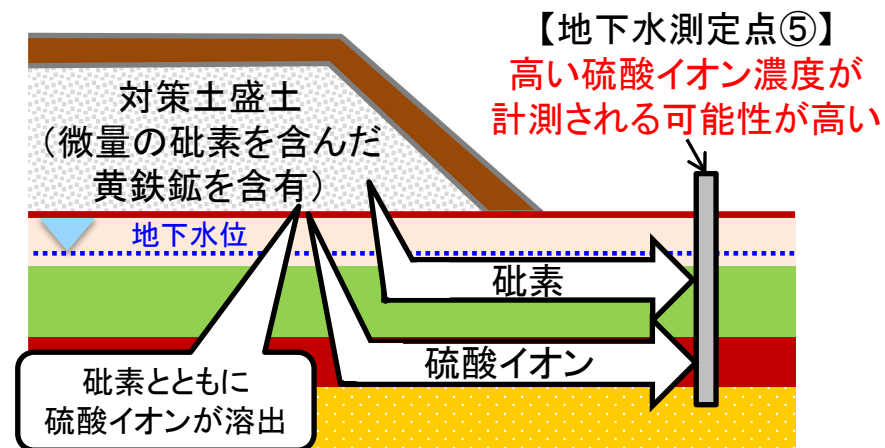 【地下水測定点⑤】
高い硫酸イオン濃度が
計測される可能性が高い
対策土盛土
（微量の砒素を含んだ
黄鉄鉱を含有）
地下水位
砒素
硫酸イオン
砒素とともに
硫酸イオンが溶出